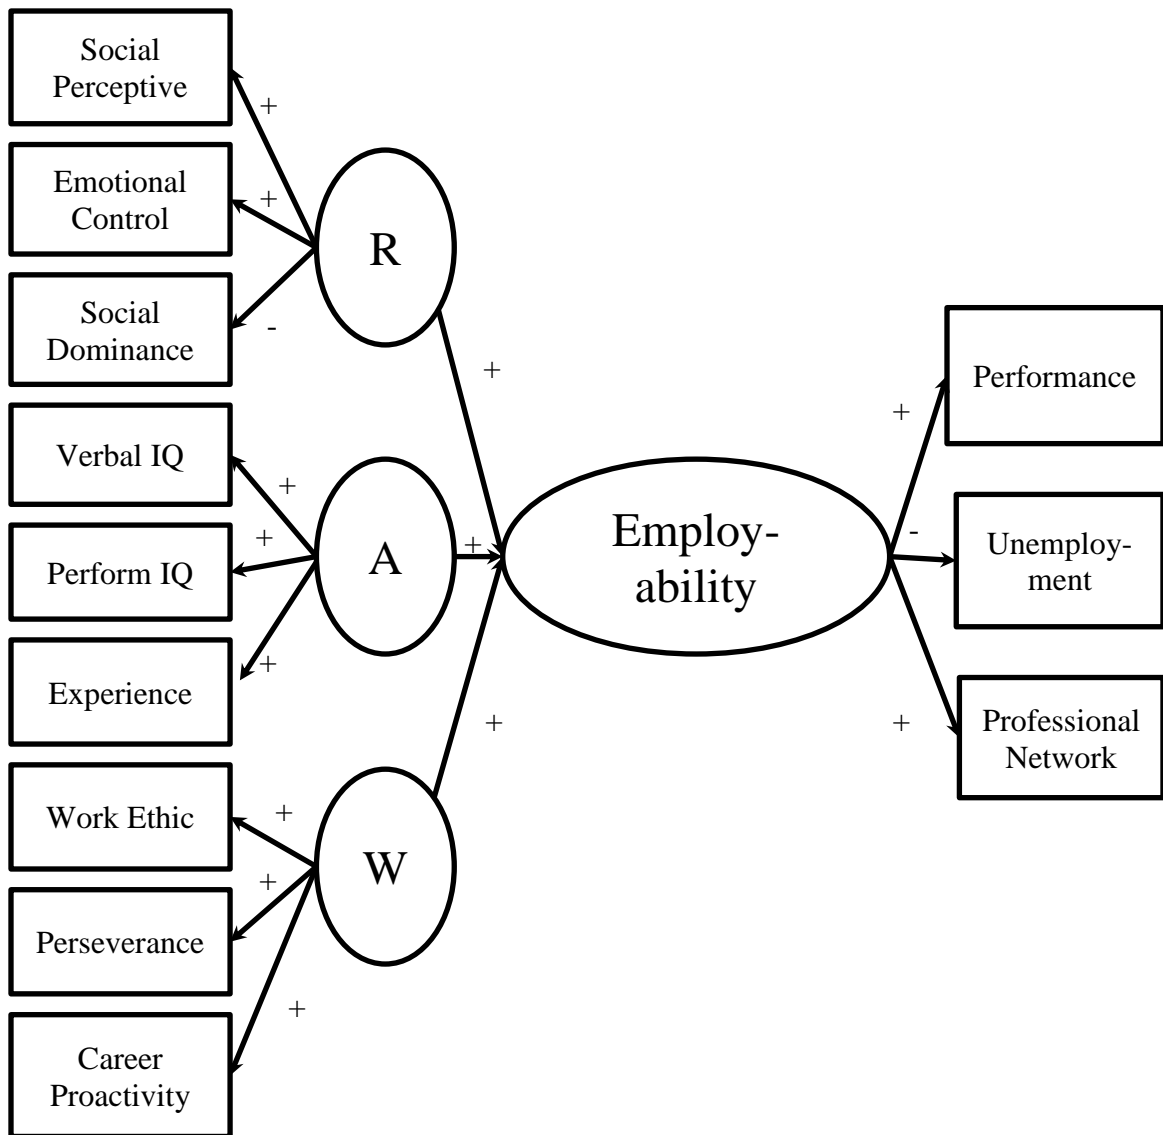 Social
Perceptive
+
Emotional
Control
+
R
Social
Dominance
-
+
Performance
+
Verbal IQ
+
Perform IQ
+
A
+
Employ-
ability
-
Unemploy-
ment
Experience
+
+
+
Professional
Network
Work Ethic
+
W
Perseverance
+
+
Career
Proactivity